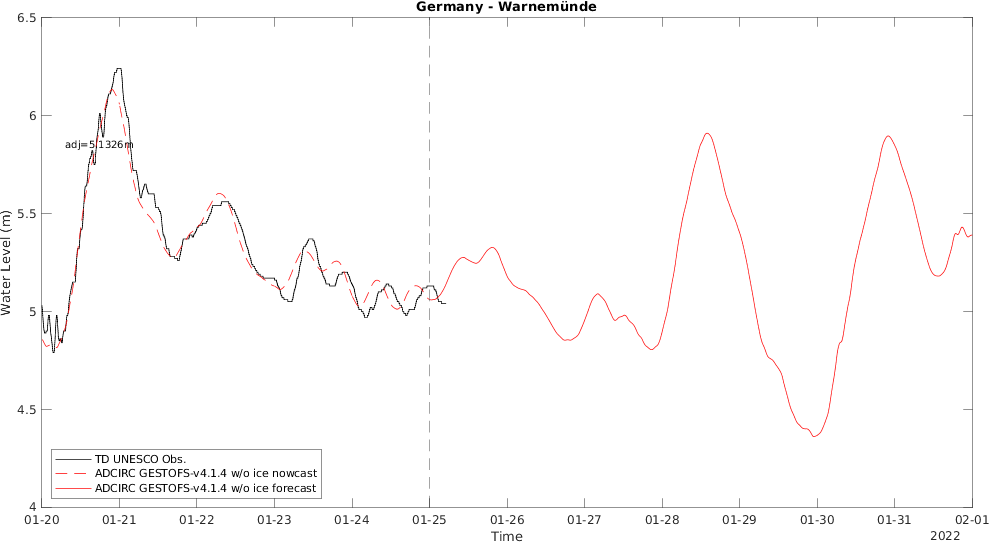 Germany - Warnemünde
6.5
6
5.5
5
4.5
4
Water Level (m)
adj=5.1326m
TD UNESCO Obs.
ADCIRC GESTOFS-v4.1.4 w/o ice nowcast
ADCIRC GESTOFS-v4.1.4 w/o ice forecast
01-20 01-21 01-22 01-23 01-24 01-25 01-26 01-27 01-28 01-29 01-30 01-31 02-01
Time
2022